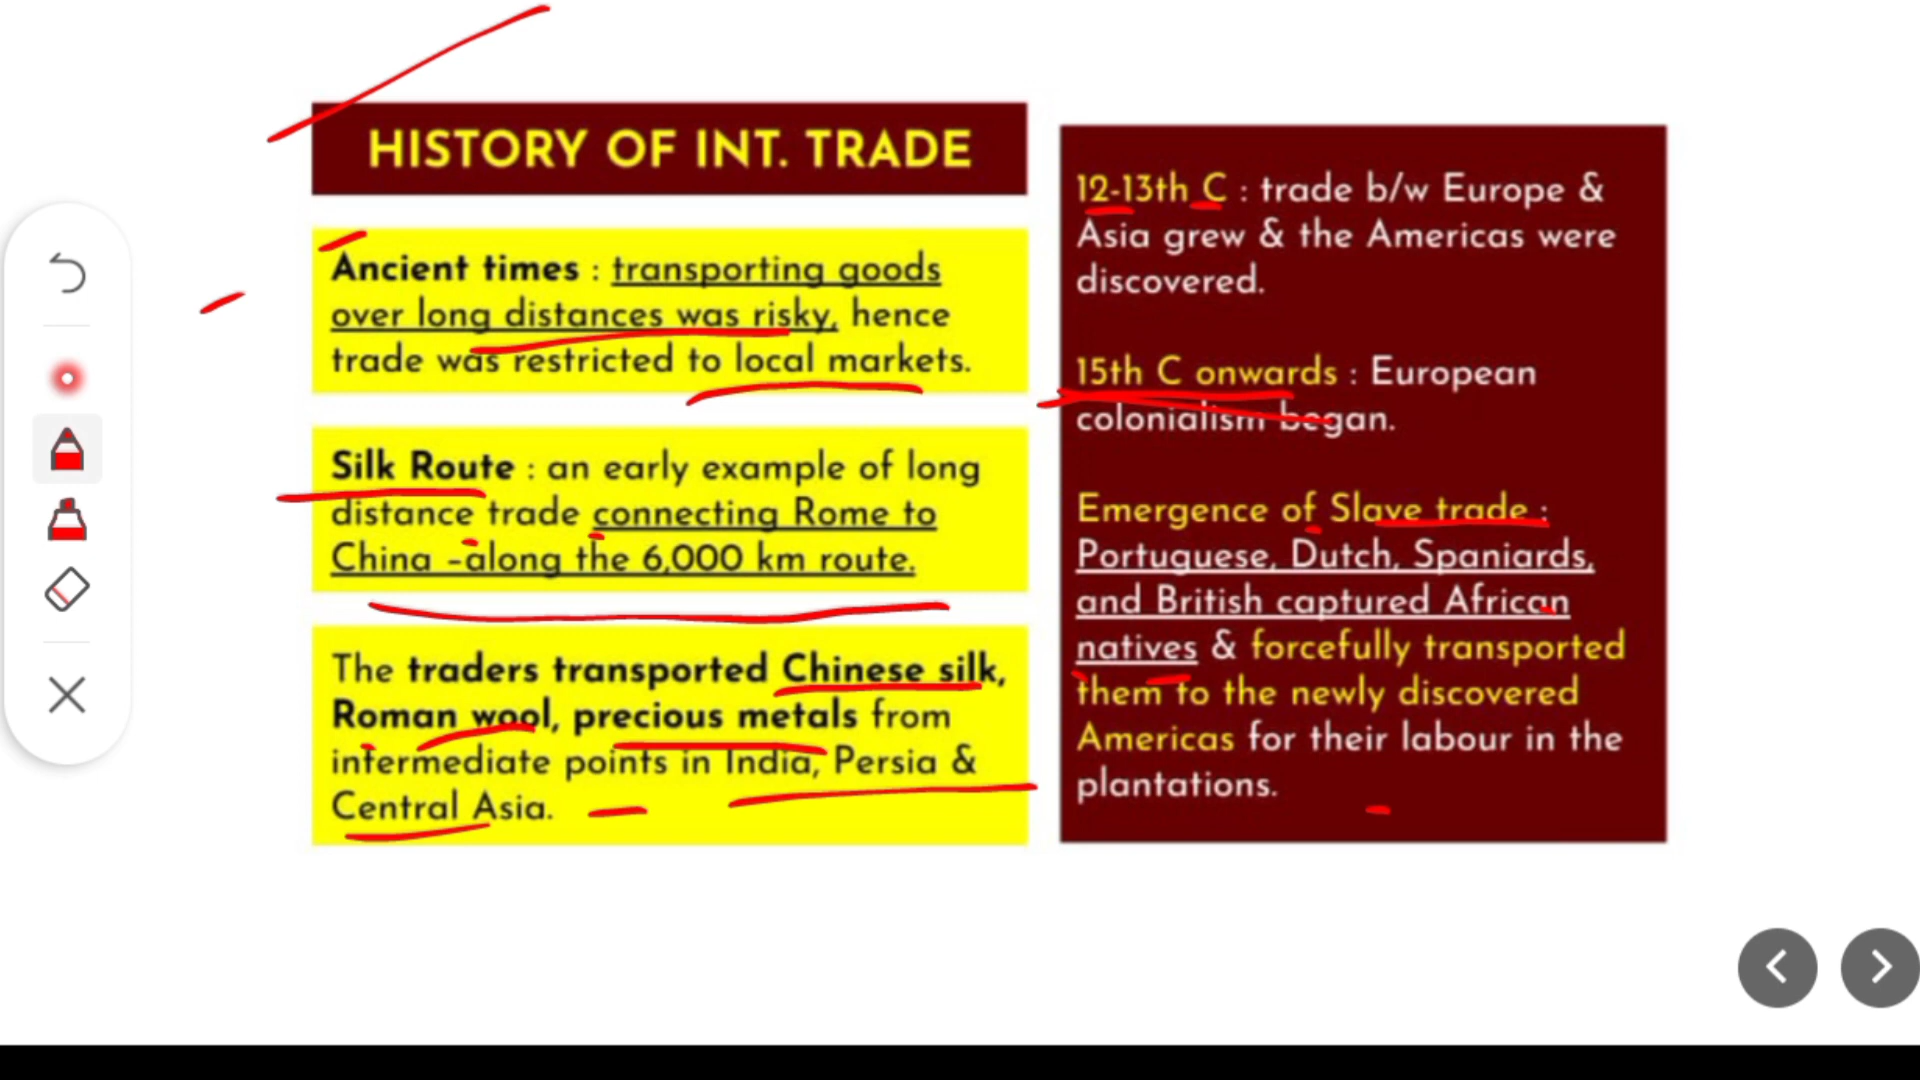 HISTORY OF INT. TRADE
Ancient times : transporting goods
over long distances was risky, hence
trade was restricted to local markets.
Silk Route : an early example of long
distance trade connecting Rome to
China –along the 6,000 km route.
The traders transported Chinese silk,
Roman wool, precious metals from
intermediate points in India, Persia &
Central Asia.
12-13th C : trade b/w Europe &
Asia grew & the Americas were
discovered.
15th C onwards : European
colonialism began.
Emergence of Slave trade :
Portuguese, Dutch, Spaniards,
and British captured African
natives & forcefully transported
them to the newly discovered
Americas for their labour in the
plantations.